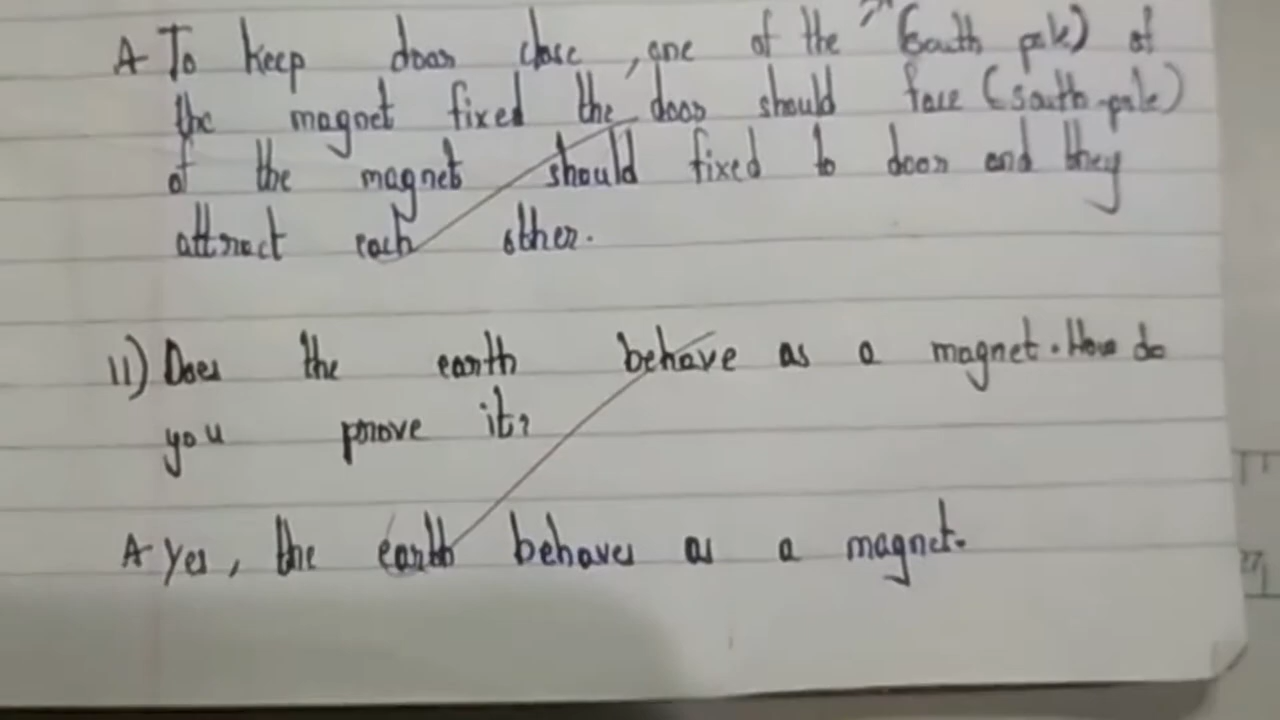 A To keep door close, one of the (South pole) of
the magnet fixed the door should face (south-pole)
of the magnet should fixed to door and they
attract each other.
11) Does the earth behave as a magnet. How do
you prove it?
A Yes, the earth behaves as a magnet.
27